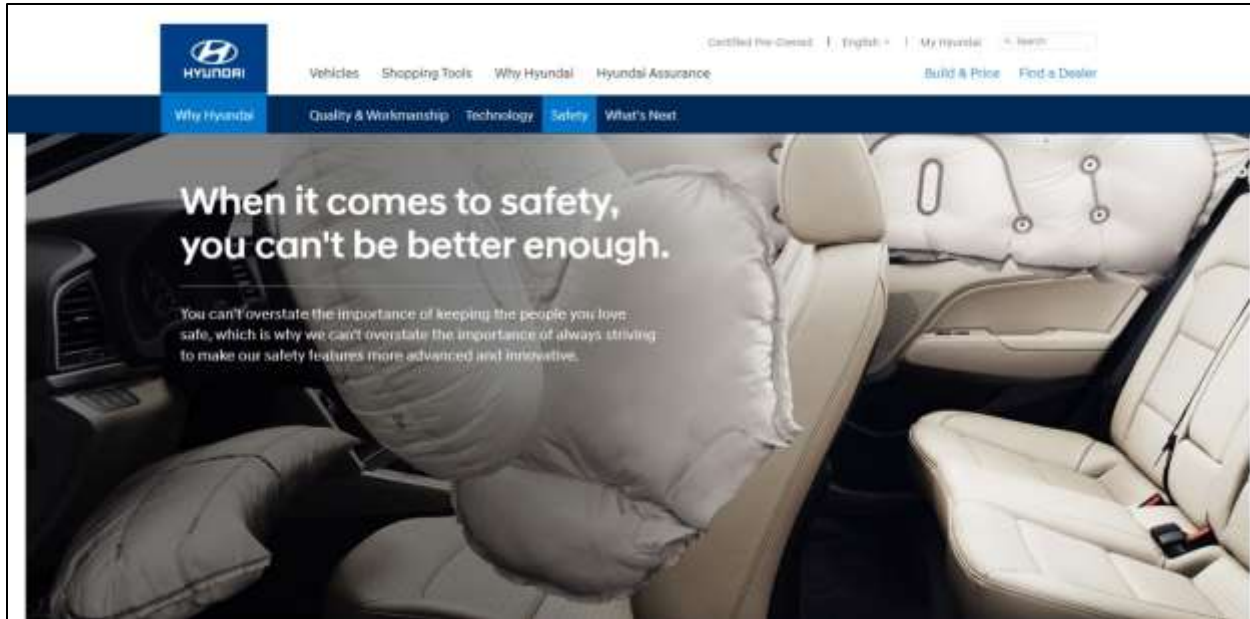 Certified Pre-Owned | English | My Hyundai Search
HYUNDAI
Vehicles Shopping Tools Why Hyundai Hyundai Assurance Build & Price Find a Dealer
Why Hyundai Quality & Workmanship Technology Safety What's Next
When it comes to safety,
you can't be better enough.
You can't overstate the importance of keeping the people you love
safe, which is why we can't overstate the importance of always striving
to make our safety features more advanced and innovative.